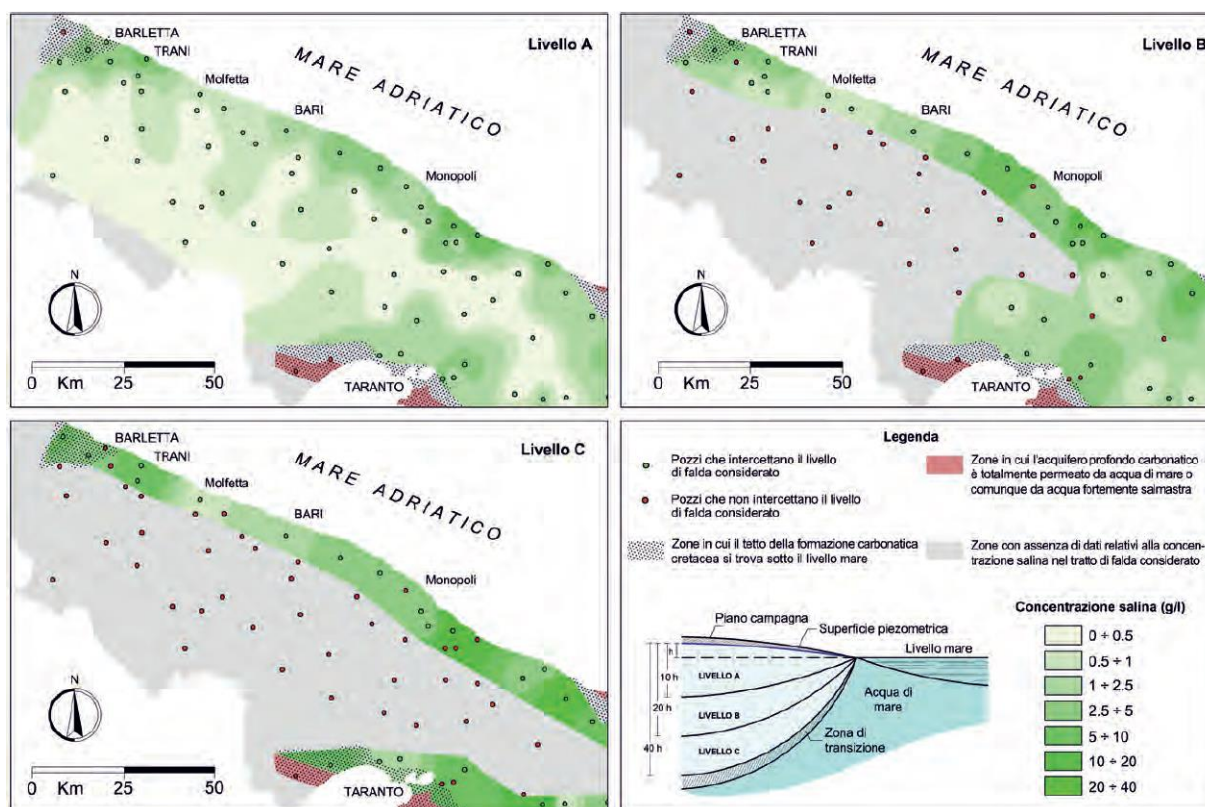 Livello A
BARLETTA
TRANI
Molfetta
MARE ADRIATICO
BARI
Monopoli
N
0 25 50
Km
TARANTO
Livello B
BARLETTA
TRANI
Molfetta
MARE ADRIATICO
BARI
Monopoli
N
0 25 50
Km
TARANTO
Livello C
BARLETTA
TRANI
Molfetta
MARE ADRIATICO
BARI
Monopoli
N
0 25 50
Km
TARANTO
Legenda
Pozzi che intercettano il livello
di falda considerato
Pozzi che non intercettano il livello
di falda considerato
Zone in cui il tetto della formazione carbonatica
cretacea si trova sotto il livello mare
Zone in cui l'acquifero profondo carbonatico
è totalmente permeato da acqua di mare o
comunque da acqua fortemente salmastra
Zone con assenza di dati relativi alla concen-
trazione salina nel tratto di falda considerato
Piano campagna
Superficie piezometrica
Livello mare
h
10 h
20 h
40 h
LIVELLO A
LIVELLO B
LIVELLO C
Acqua di
mare
Zona di
transizione
Concentrazione salina (g/l)
0 ÷ 0.5
0.5 ÷ 1
1 ÷ 2.5
2.5 ÷ 5
5 ÷ 10
10 ÷ 20
20 ÷ 40